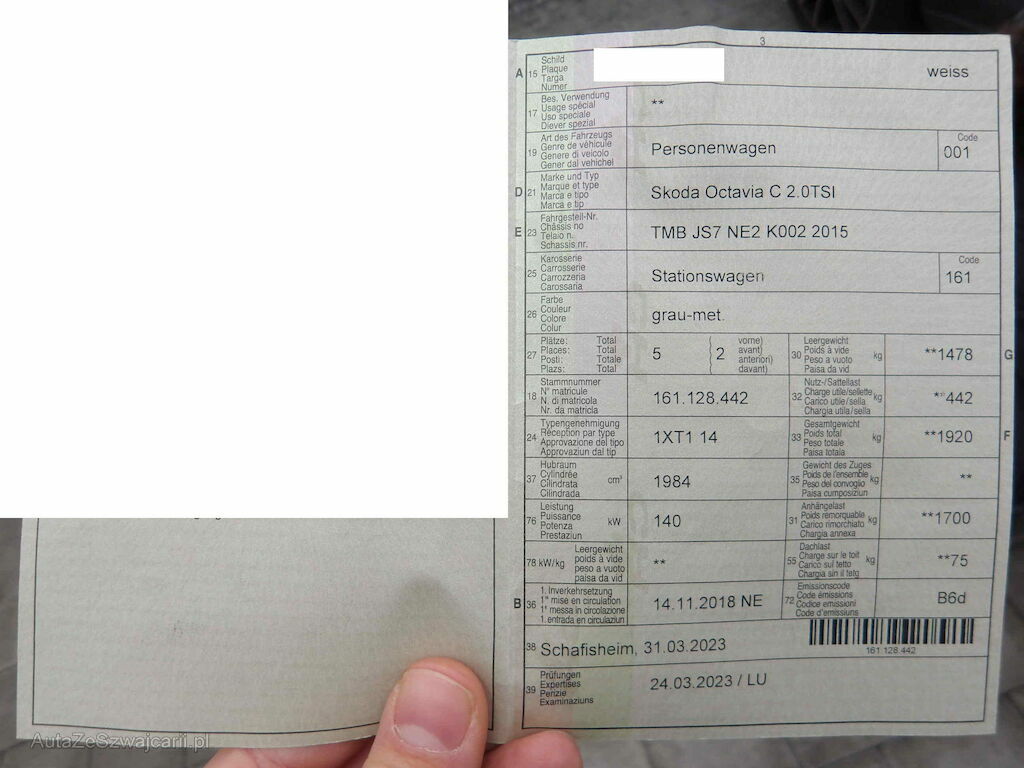 3
A 15 Schild
Plaque
Targa
Numer
weiss
17 Bes. Verwendung
Usage spécial
Uso speciale
Diever spezial
**
19 Art des Fahrzeugs
Genre de véhicule
Genere di veicolo
Gener dal vehichel
Personenwagen
Code
001
D 21 Marke und Typ
Marque et type
Marca e tipo
Marca e tip
Skoda Octavia C 2.0TSI
E 23 Fahrgestell-Nr.
Châssis no
Telaio n.
Schassis nr.
TMB JS7 NE2 K002 2015
25 Karosserie
Carrosserie
Carrozzeria
Carossaria
Stationswagen
Code
161
26 Farbe
Couleur
Colore
Colur
grau-met.
27 Plätze: Total
Places: Total
Posti: Totale
Plazs: Total
5
2
vorne)
avant)
anteriori)
davant)
30 Leergewicht
Poids à vide
Peso a vuoto
Paisa da vid
kg
**1478
G
18 Stammnummer
N° matricule
N. di matricola
Nr. da matricla
161.128.442
32 Nutz-/Sattellast
Charge utile/sellette
Carico utile/sella
Chargia utila/sella
kg
**442
24 Typengenehmigung
Réception par type
Approvazione del tipo
Approvaziun dal tip
1XT1 14
33 Gesamtgewicht
Poids total
Peso totale
Paisa totala
kg
**1920
F
37 Hubraum
Cylindrée
Cilindrata
Cilindrada
cm³
1984
35 Gewicht des Zuges
Poids de l'ensemble
Peso del convoglio
Paisa cumposiziun
kg
**
76 Leistung
Puissance
Potenza
Prestaziun
kW
140
31 Anhängelast
Poids remorquable
Carico rimorchiato
Chargia annexa
kg
**1700
78 kW/kg Leergewicht
poids à vide
peso a vuoto
paisa da vid
**
55 Dachlast
Charge sur le toit
Carico sul tetto
Chargia sin il tetg
kg
**75
B 36 1. Inverkehrsetzung
1re mise en circulation
1a messa in circolazione
1. entrada en circulaziun
14.11.2018 NE
72 Emissionscode
Code émissions
Codice emissioni
Code d'emissiuns
B6d
38 Schafisheim, 31.03.2023
161 128 442
39 Prüfungen
Expertises
Perizie
Examinaziuns
24.03.2023 / LU
AutaZeSzwajcarii.pl